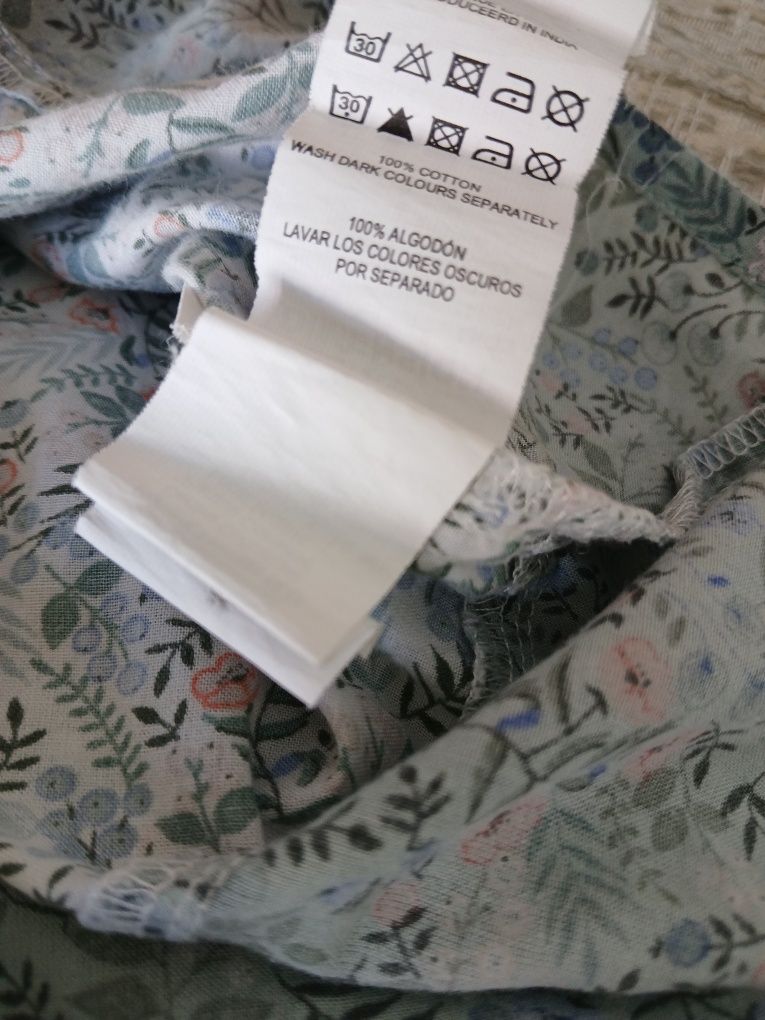 30
30
100% COTTON
WASH DARK COLOURS SEPARATELY
100% ALGODÓN
LAVAR LOS COLORES OSCUROS
POR SEPARADO